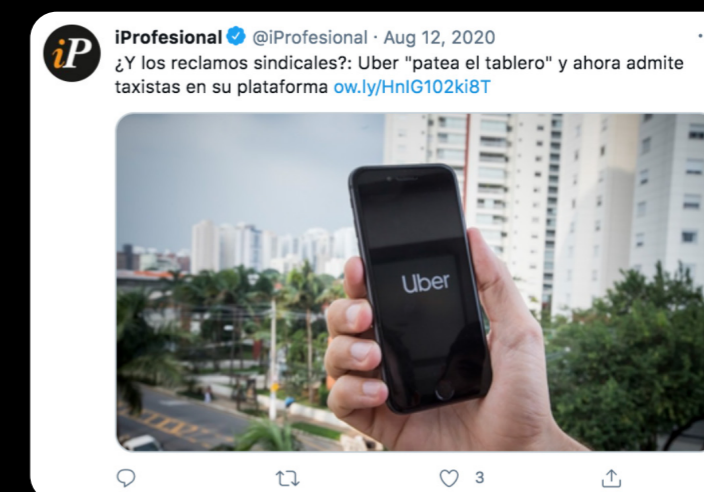 iP
iProfesional @iProfesional · Aug 12, 2020
¿Y los reclamos sindicales?: Uber "patea el tablero" y ahora admite
taxistas en su plataforma ow.ly/HnIG102ki8T
Uber
3